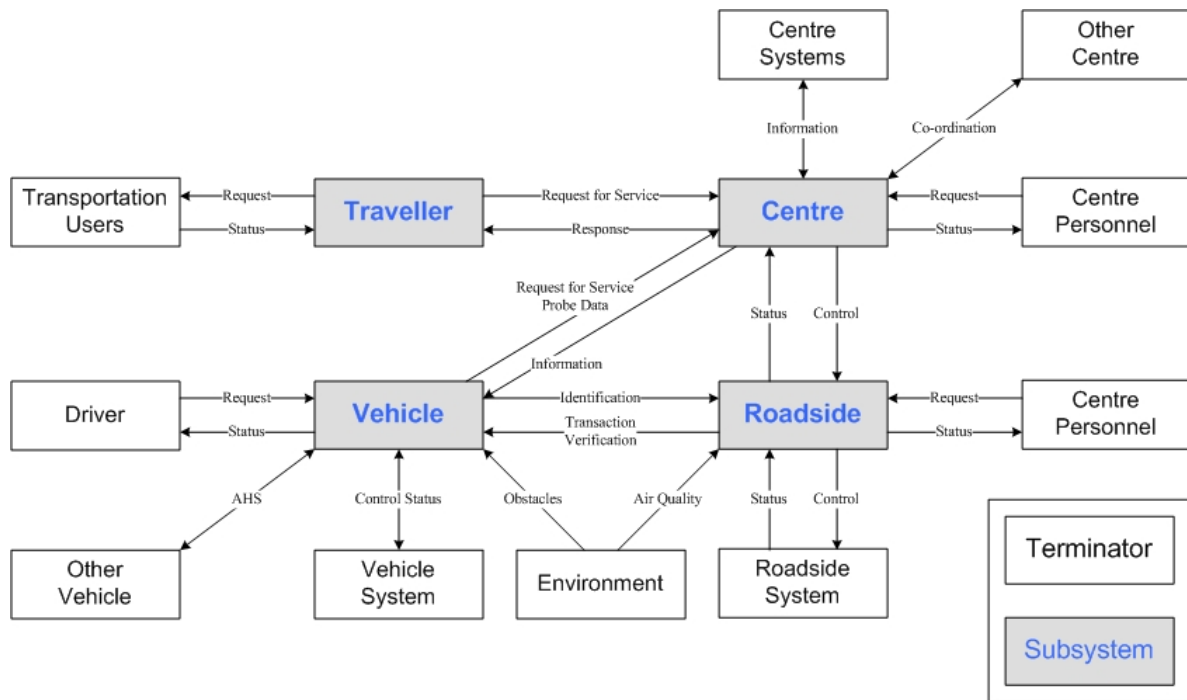 Centre
Systems
Other
Centre
Information
Co-ordination
Transportation
Users
Request
Status
Traveller
Request for Service
Response
Centre
Request
Status
Centre
Personnel
Request for Service
Probe Data
Information
Status
Control
Driver
Request
Status
Vehicle
Identification
Transaction
Verification
Roadside
Request
Status
Centre
Personnel
AHS
Control Status
Obstacles
Air Quality
Status
Control
Other
Vehicle
Vehicle
System
Environment
Roadside
System
Terminator
Subsystem